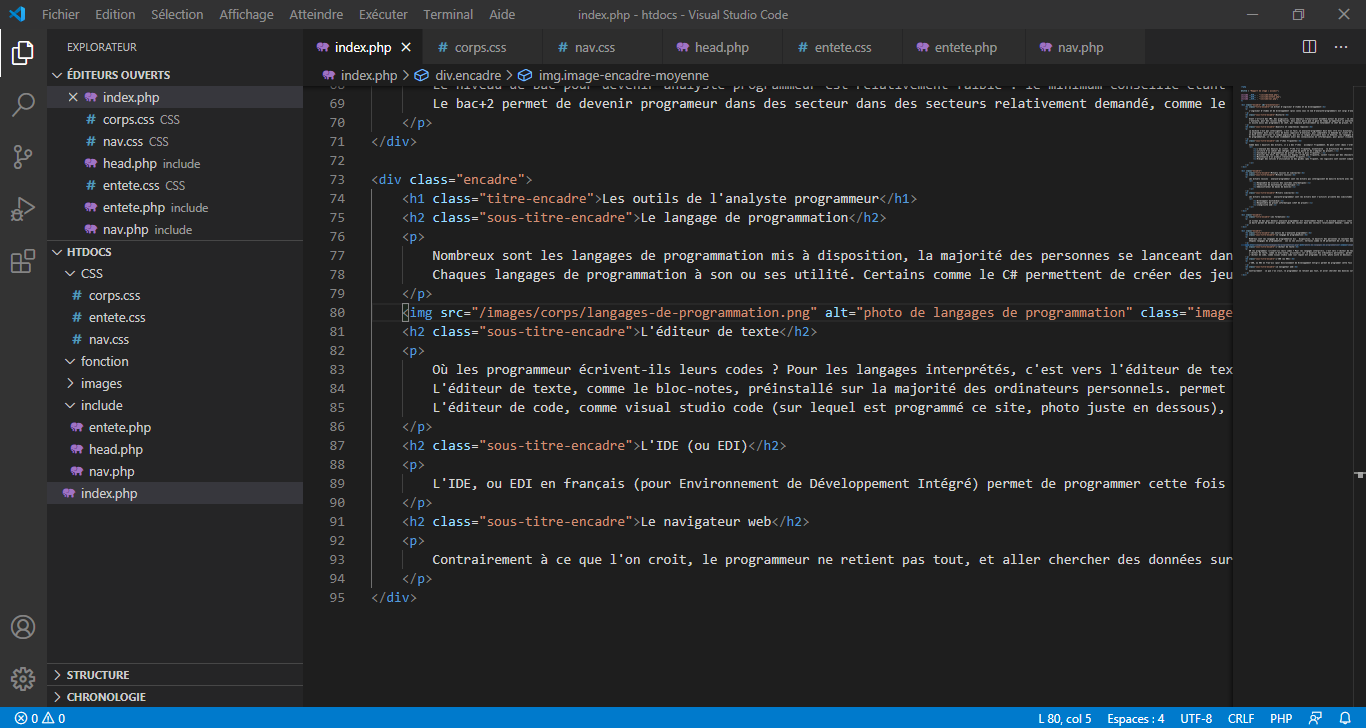 Fichier Edition Sélection Affichage Atteindre Exécuter Terminal Aide index.php - htdocs - Visual Studio Code
EXPLORATEUR
ÉDITEURS OUVERTS
index.php
corps.css CSS
nav.css CSS
head.php include
entete.css CSS
entete.php include
nav.php include
HTDOCS
CSS
corps.css
entete.css
nav.css
fonction
images
include
entete.php
head.php
nav.php
index.php
STRUCTURE
CHRONOLOGIE
index.php corps.css nav.css head.php entete.css entete.php nav.php
index.php > div.encadre > img.image-encadre-moyenne
68 Le niveau de bac pour devenir analyste programmeur est relativement faible : le minimum conseillé étant
69 Le bac+2 permet de devenir programeur dans des secteur dans des secteurs relativement demandé, comme le
70 </p>
71 </div>
72
73 <div class="encadre">
74 <h1 class="titre-encadre">Les outils de l'analyste programmeur</h1>
75 <h2 class="sous-titre-encadre">Le langage de programmation</h2>
76 <p>
77 Nombreux sont les langages de programmation mis à disposition, la majorité des personnes se lanceant dan
78 Chaques langages de programmation à son ou ses utilité. Certains comme le C# permettent de créer des jeu
79 </p>
80 <img src="/images/corps/langages-de-programmation.png" alt="photo de langages de programmation" class="image
81 <h2 class="sous-titre-encadre">L'éditeur de texte</h2>
82 <p>
83 Où les programmeur écrivent-ils leurs codes ? Pour les langages interprétés, c'est vers l'éditeur de tex
84 L'éditeur de texte, comme le bloc-notes, préinstallé sur la majorité des ordinateurs personnels. permet
85 L'éditeur de code, comme visual studio code (sur lequel est programmé ce site, photo juste en dessous),
86 </p>
87 <h2 class="sous-titre-encadre">L'IDE (ou EDI)</h2>
88 <p>
89 L'IDE, ou EDI en français (pour Environnement de Développement Intégré) permet de programmer cette fois
90 </p>
91 <h2 class="sous-titre-encadre">Le navigateur web</h2>
92 <p>
93 Contrairement à ce que l'on croit, le programmeur ne retient pas tout, et aller chercher des données sur
94 </p>
95 </div>
0 0 L 80, col 5 Espaces : 4 UTF-8 CRLF PHP